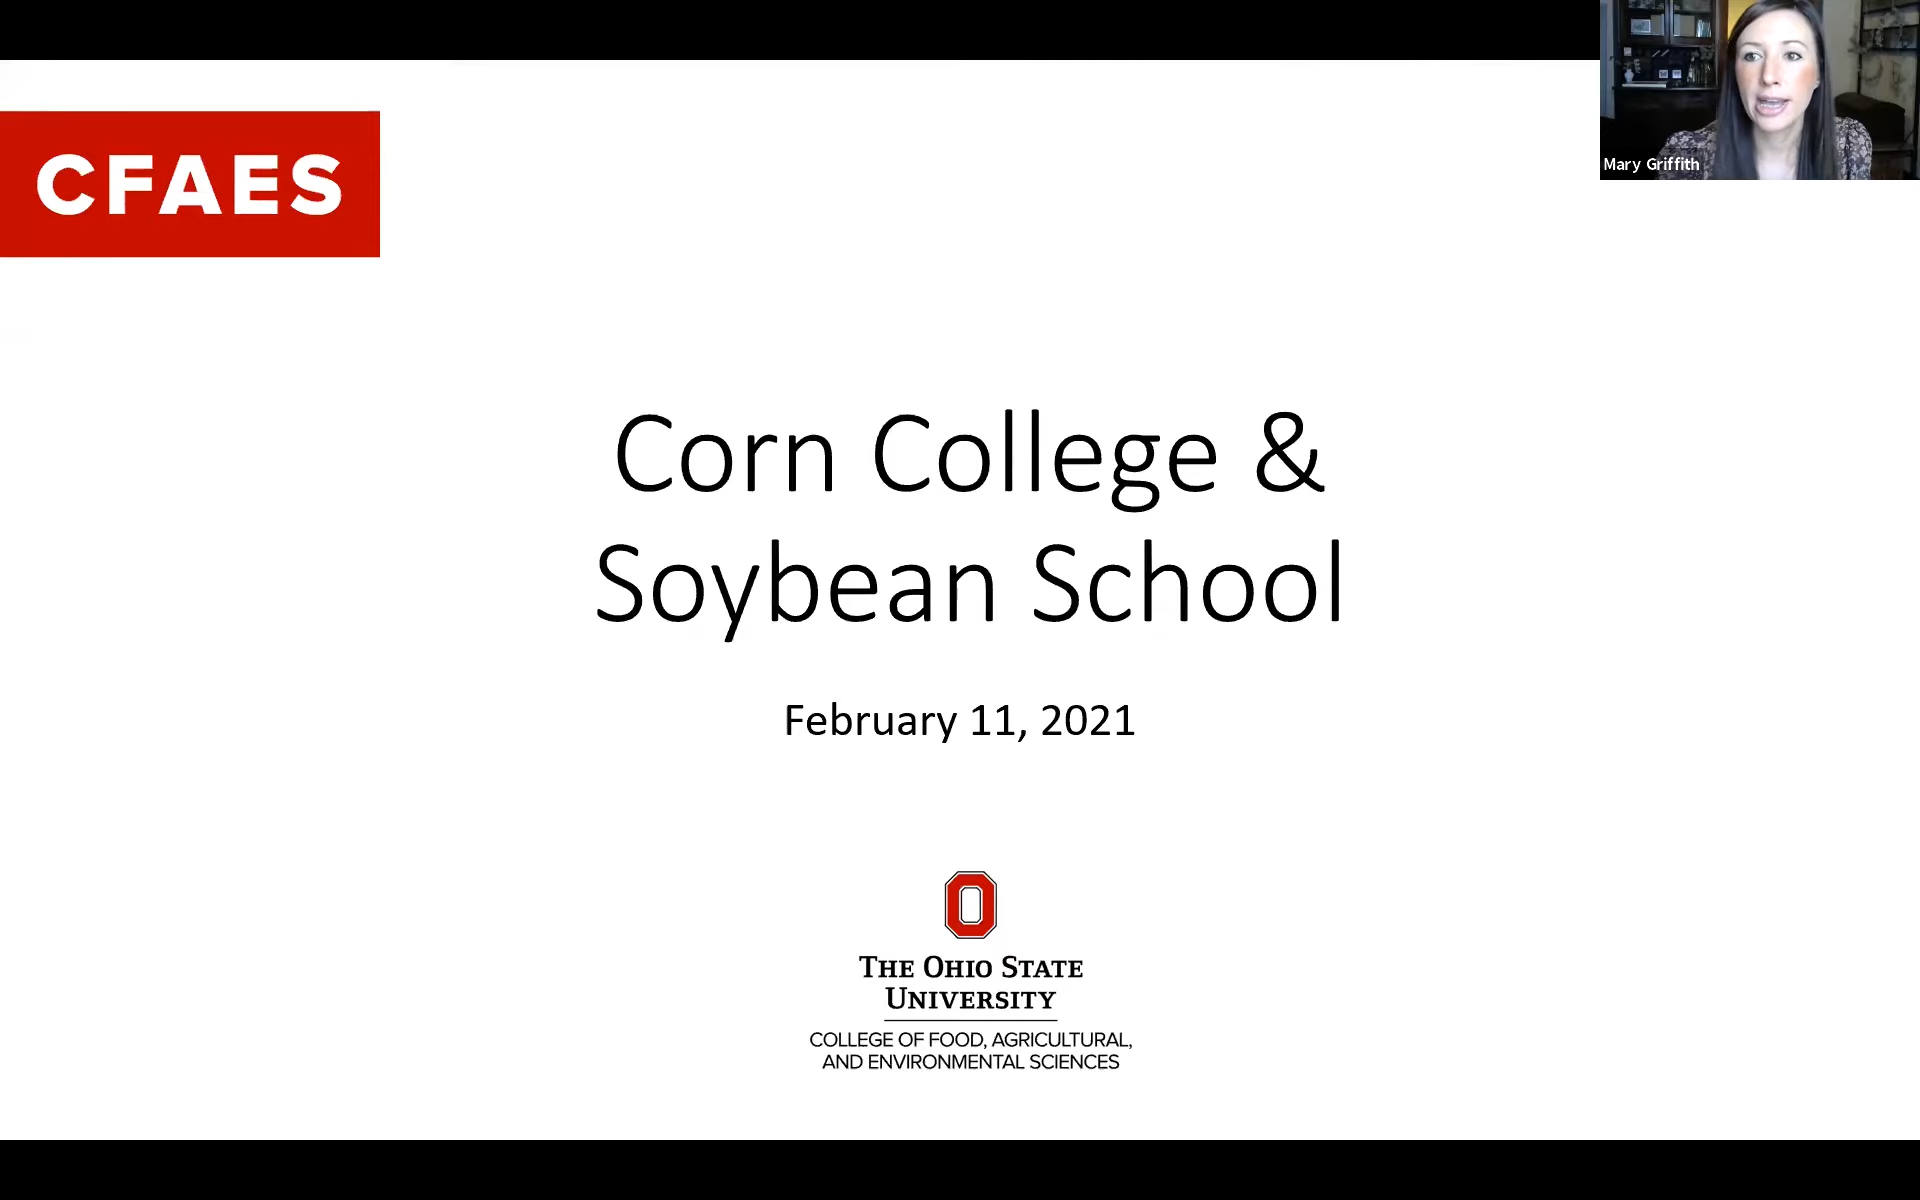 Mary Griffith
CFAES
Corn College &
Soybean School
February 11, 2021
THE OHIO STATE
UNIVERSITY
COLLEGE OF FOOD, AGRICULTURAL,
AND ENVIRONMENTAL SCIENCES